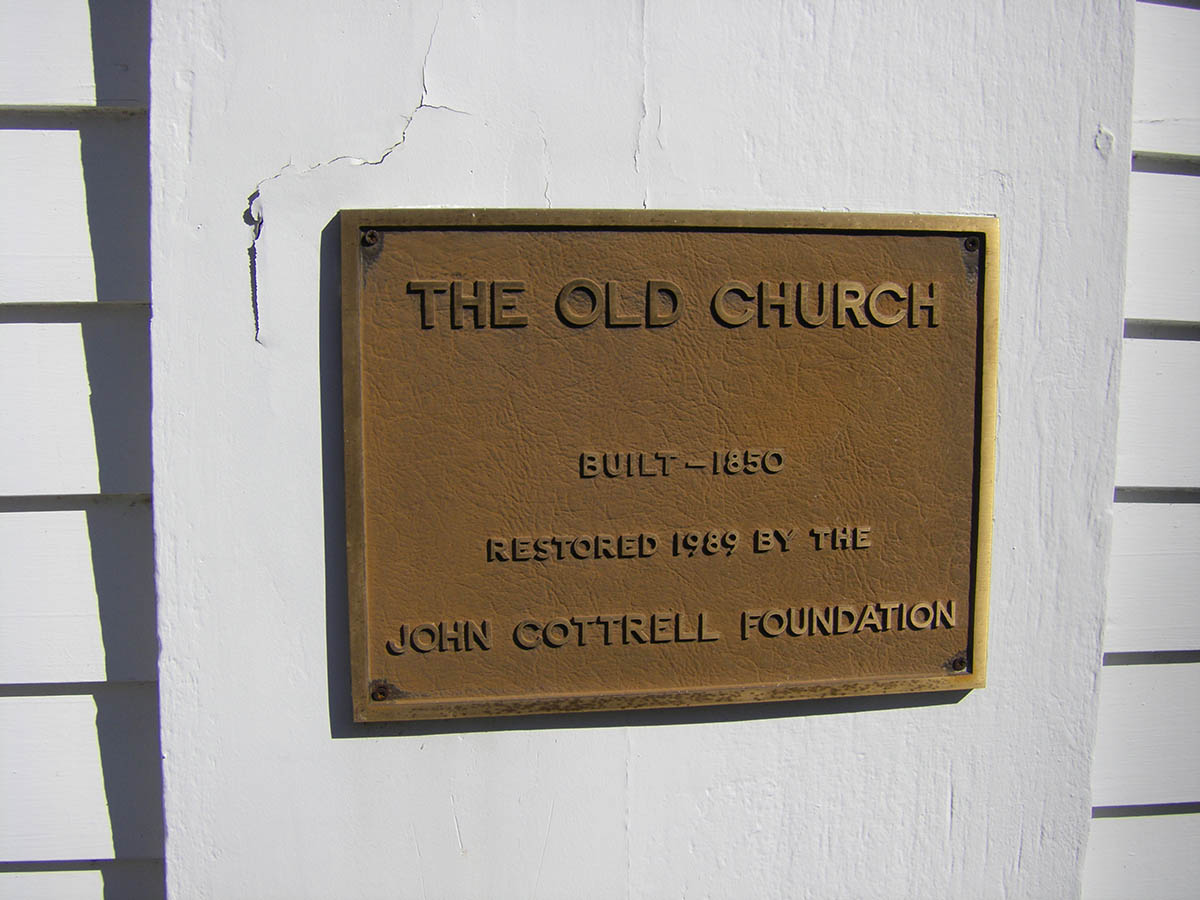 THE OLD CHURCH
BUILT – 1850
RESTORED 1989 BY THE
JOHN COTTRELL FOUNDATION